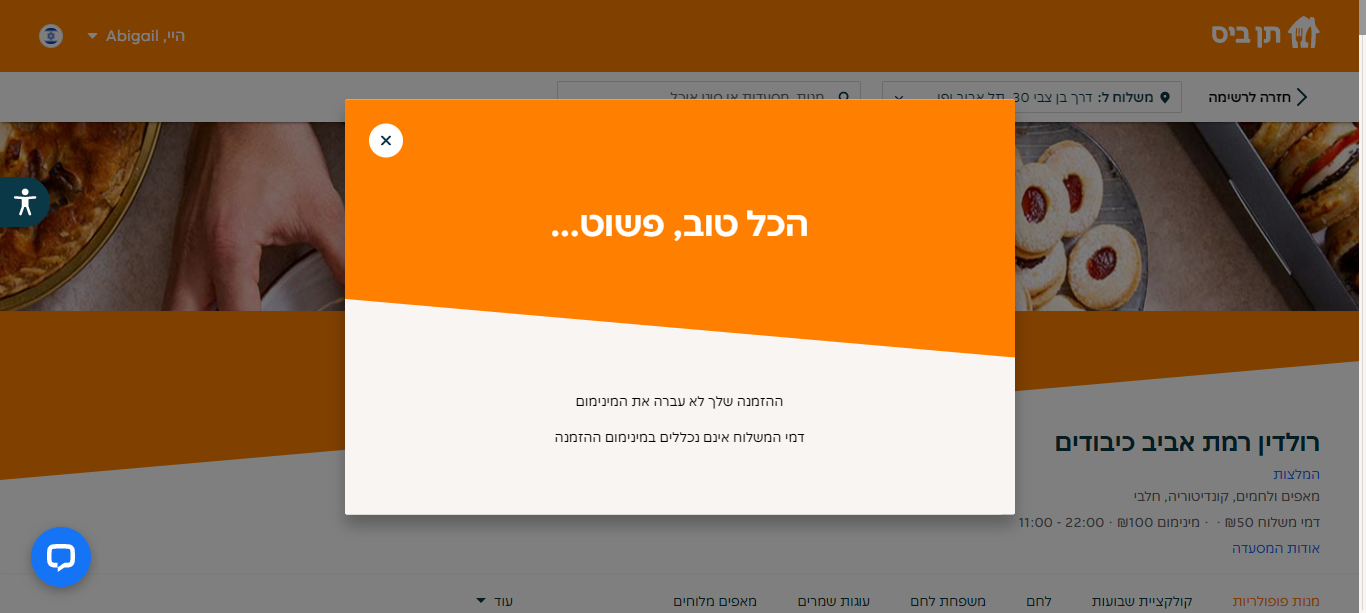 תן ביס
היי, Abigail
חזרה לרשימה
משלוח ל: דרך בן צבי 30, תל אביב יפו
מנות, מסעדות או סוגי אוכל
הכל טוב, פשוט...
ההזמנה שלך לא עברה את המינימום
דמי המשלוח אינם נכללים במינימום ההזמנה
רולדין רמת אביב כיבודים
המלצות
מאפים ולחמים, קונדיטוריה, חלבי
דמי משלוח ₪50 · · מינימום ₪100 · 22:00 - 11:00
אודות המסעדה
מנות פופולריות
קולקציית שבועות
לחם
משפחת לחם
עוגות שמרים
מאפים מלוחים
עוד